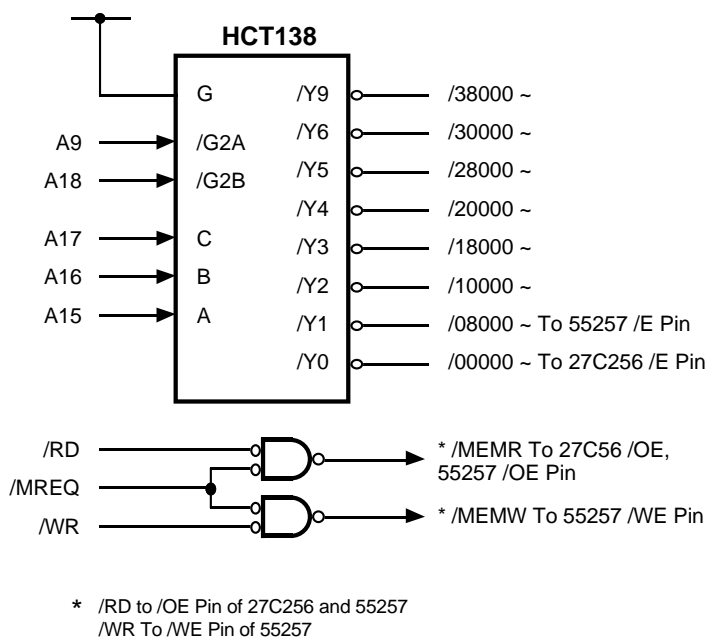 HCT138
G /Y9 /38000 ~
A9 /G2A /Y6 /30000 ~
A18 /G2B /Y5 /28000 ~
/Y4 /20000 ~
A17 C /Y3 /18000 ~
A16 B /Y2 /10000 ~
A15 A /Y1 /08000 ~ To 55257 /E Pin
/Y0 /00000 ~ To 27C256 /E Pin
/RD * /MEMR To 27C56 /OE,
55257 /OE Pin
/MREQ
/WR * /MEMW To 55257 /WE Pin
* /RD to /OE Pin of 27C256 and 55257
/WR To /WE Pin of 55257